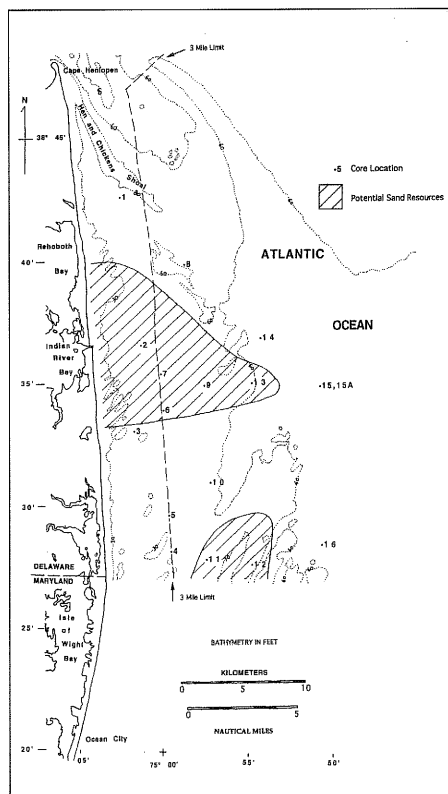 3 Mile Limit
Cape Henlopen
N
38° 45'
Hen and Chickens
Shoal
•5 Core Location
•1
Potential Sand Resources
Rehoboth
Bay
ATLANTIC
40'
•8
OCEAN
•14
Indian
River
Bay
•2
•7
•9
•13
35'
•15,15A
•6
•3
•10
30'
•5
•4
•16
•11
•12
DELAWARE
MARYLAND
3 Mile Limit
25'
Isle
of
Wight
Bay
BATHYMETRY IN FEET
KILOMETERS
0 5 10
0 5
NAUTICAL MILES
Ocean City
20'
05'
75° 00'
55'
50'